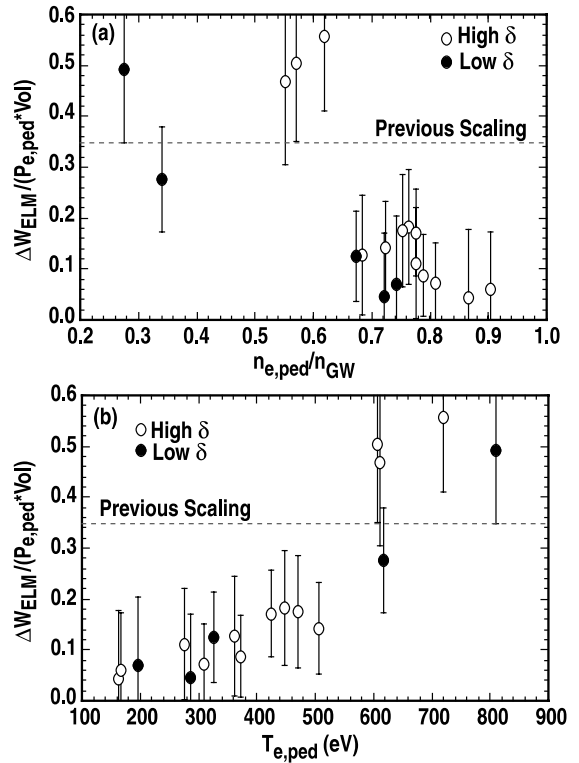 (a)
High δ
Low δ
Previous Scaling
ΔW_ELM/(P_e,ped*Vol)
0.6
0.5
0.4
0.3
0.2
0.1
0.0
0.2 0.3 0.4 0.5 0.6 0.7 0.8 0.9 1.0
n_e,ped/n_GW
(b)
High δ
Low δ
Previous Scaling
ΔW_ELM/(P_e,ped*Vol)
0.6
0.5
0.4
0.3
0.2
0.1
0.0
100 200 300 400 500 600 700 800 900
T_e,ped (eV)